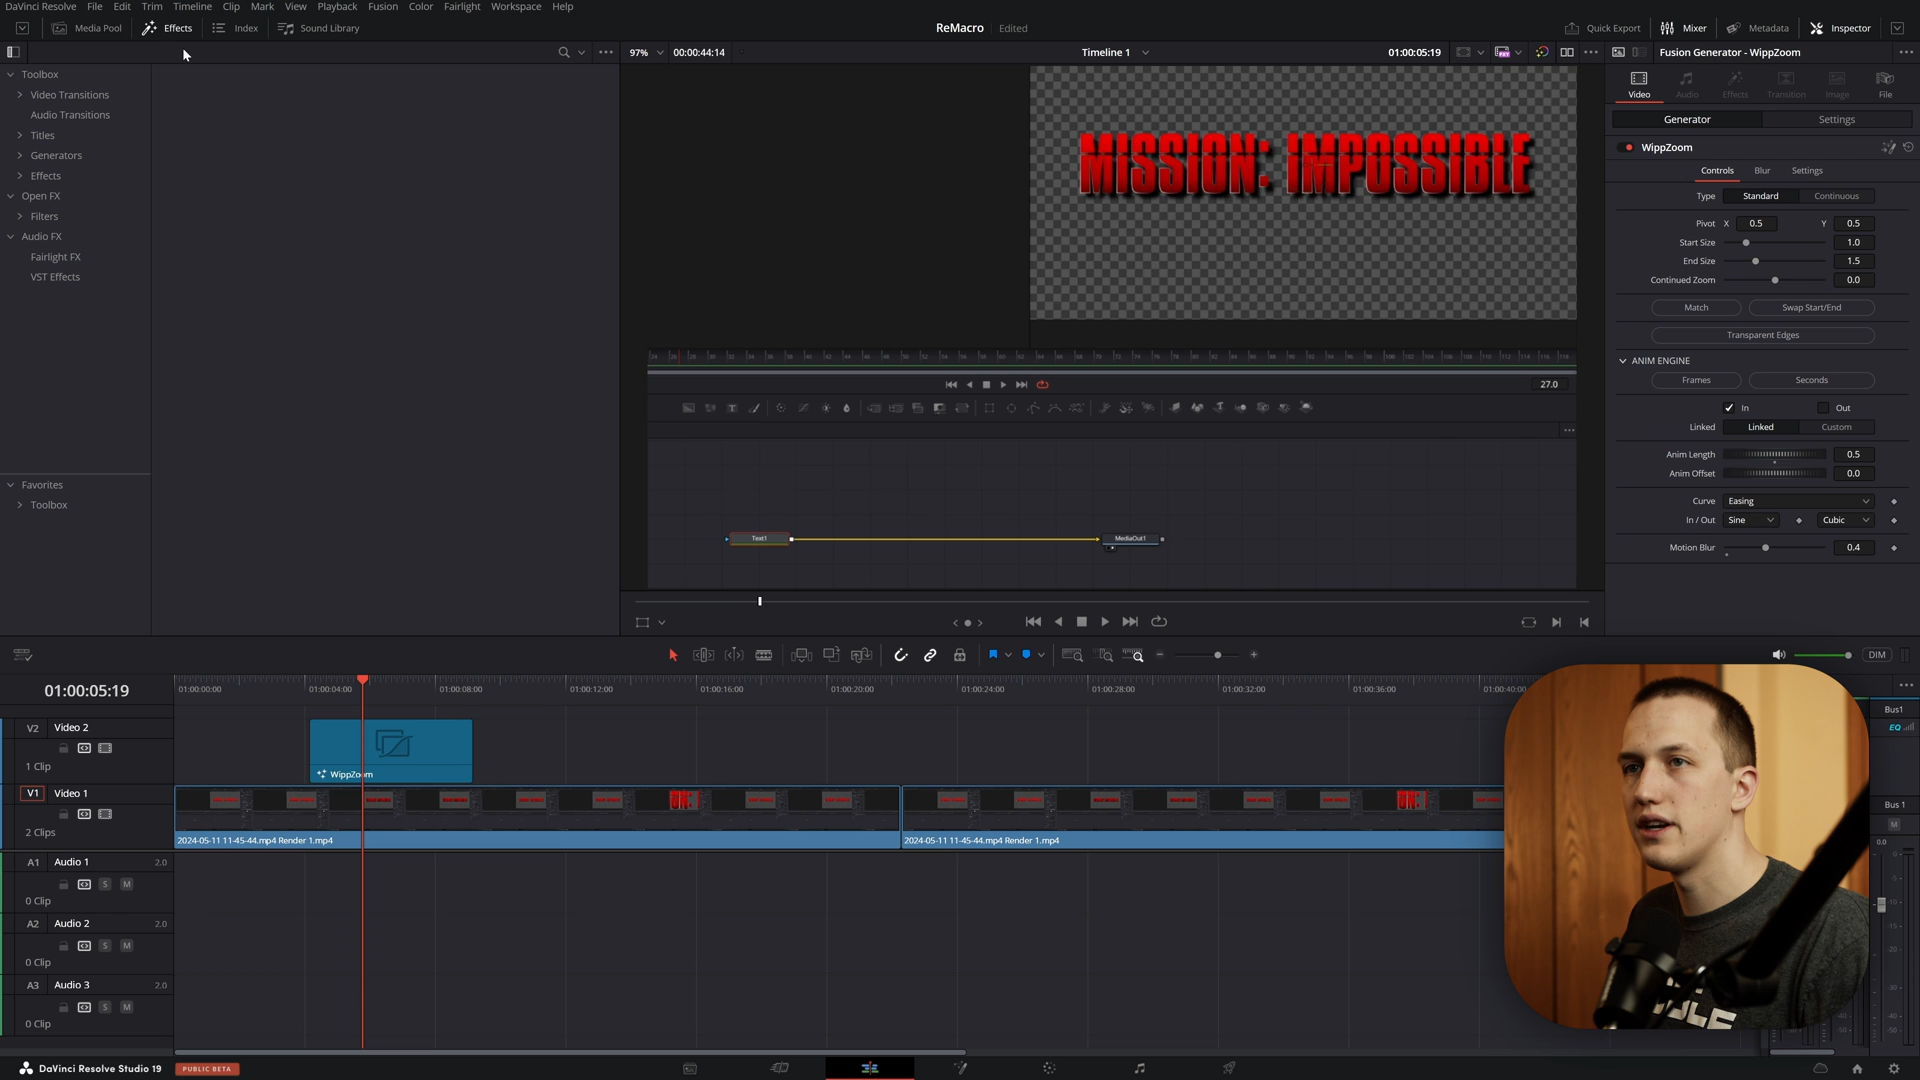 DaVinci Resolve File Edit Trim Timeline Clip Mark View Playback Fusion Color Fairlight Workspace Help
Media Pool Effects Index Sound Library
ReMacro Edited
Quick Export Mixer Metadata Inspector
97% 00:00:44:14 Timeline 1 01:00:05:19
Fusion Generator - WippZoom
Toolbox
Video Transitions
Audio Transitions
Titles
Generators
Effects
Open FX
Filters
Audio FX
Fairlight FX
VST Effects
Favorites
Toolbox
MISSION: IMPOSSIBLE
27.0
Text1 MediaOut1
Video Audio Effects Transition Image File
Generator Settings
WippZoom
Controls Blur Settings
Type Standard Continuous
Pivot X 0.5 Y 0.5
Start Size 1.0
End Size 1.5
Continued Zoom 0.0
Match Swap Start/End
Transparent Edges
ANIM ENGINE
Frames Seconds
In Out
Linked Linked Custom
Anim Length 0.5
Anim Offset 0.0
Curve Easing
In / Out Sine Cubic
Motion Blur 0.4
DIM
01:00:05:19
01:00:00:00 01:00:04:00 01:00:08:00 01:00:12:00 01:00:16:00 01:00:20:00 01:00:24:00 01:00:28:00 01:00:32:00 01:00:36:00 01:00:40:00
V2 Video 2
1 Clip
WippZoom
V1 Video 1
2 Clips
2024-05-11 11-45-44.mp4 Render 1.mp4
2024-05-11 11-45-44.mp4 Render 1.mp4
A1 Audio 1 2.0
S M
0 Clip
A2 Audio 2 2.0
S M
0 Clip
A3 Audio 3 2.0
S M
0 Clip
Bus1
EQ
Bus 1
M
0.0
DaVinci Resolve Studio 19 PUBLIC BETA